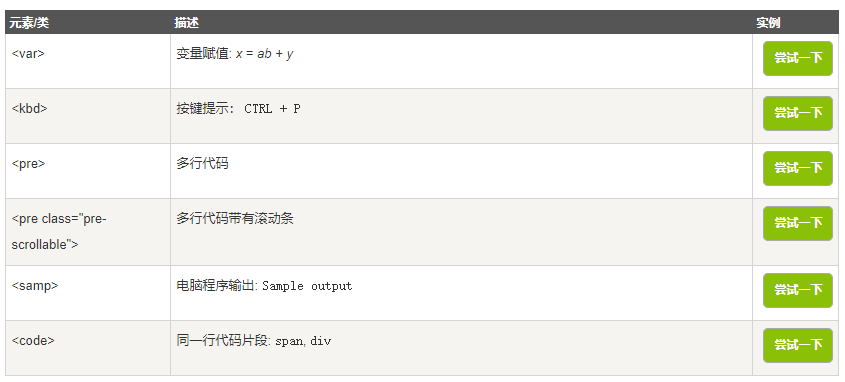 元素/类 描述 实例
<var> 变量赋值: x = ab + y 尝试一下
<kbd> 按键提示: CTRL + P 尝试一下
<pre> 多行代码 尝试一下
<pre class="pre-
scrollable"> 多行代码带有滚动条 尝试一下
<samp> 电脑程序输出: Sample output 尝试一下
<code> 同一行代码片段: span, div 尝试一下